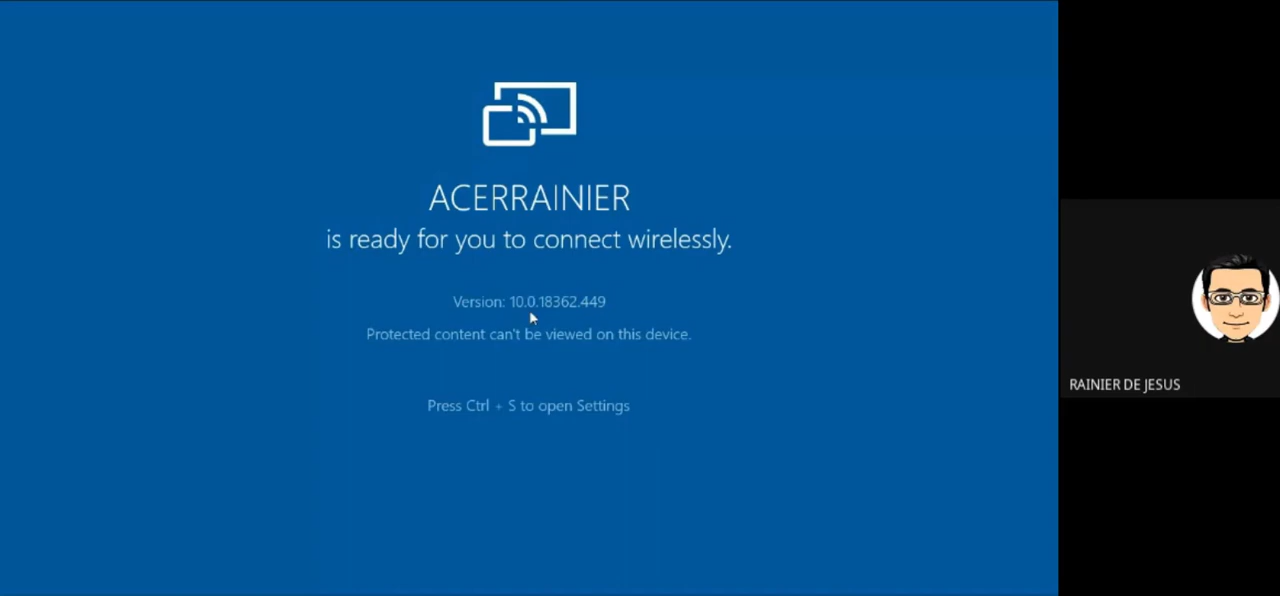 ACERRAINIER
is ready for you to connect wirelessly.
Version: 10.0.18362.449
Protected content can't be viewed on this device.
Press Ctrl + S to open Settings
RAINIER DE JESUS